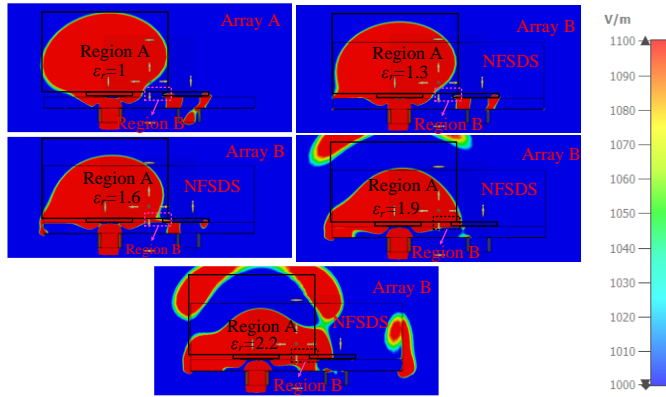 Array A
Region A
εr=1
Region B
Array B
Region A
εr=1.3
NFSDS
Region B
Array B
Region A
εr=1.6
NFSDS
Region B
Array B
Region A
εr=1.9
NFSDS
Region B
Array B
Region A
εr=2.2
NFSDS
Region B
V/m
1100
1090
1080
1070
1060
1050
1040
1030
1020
1010
1000